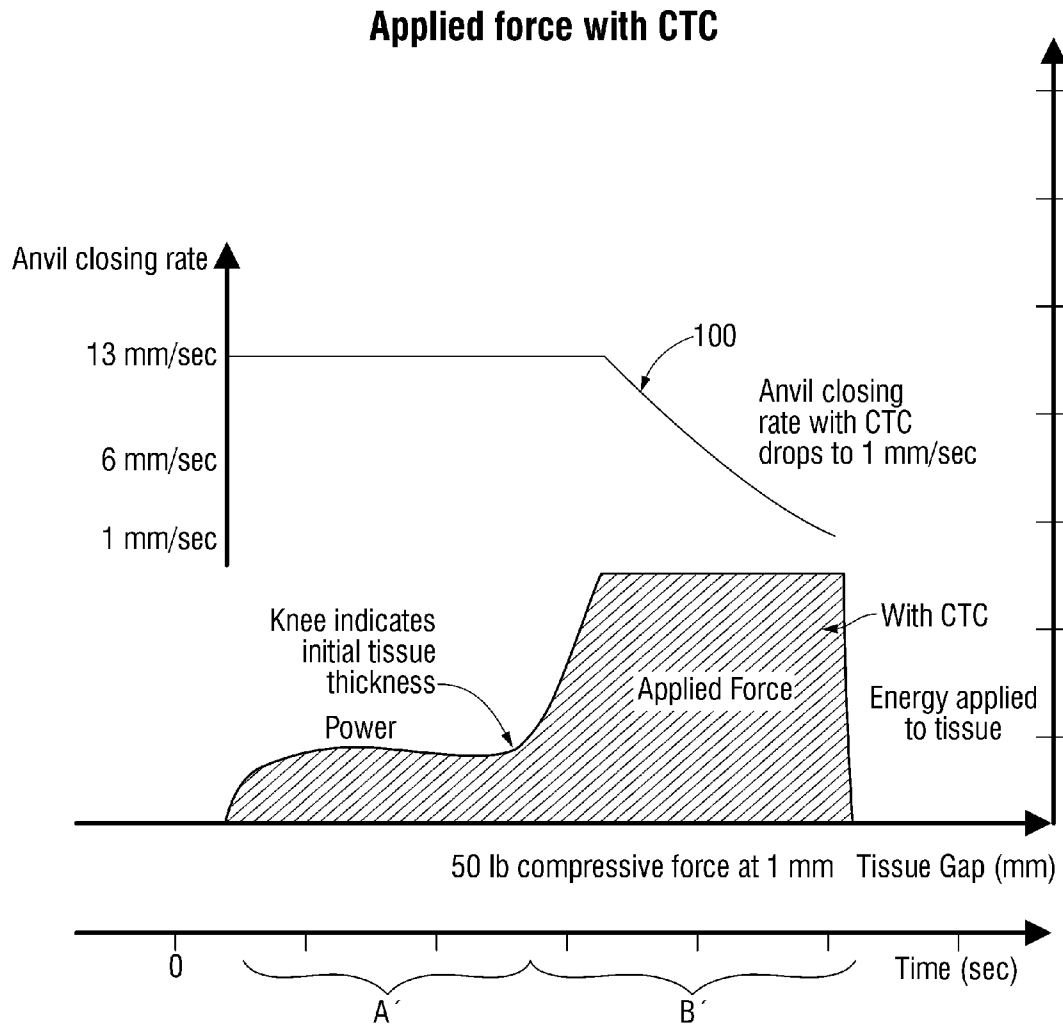 Applied force with CTC
Anvil closing rate
13 mm/sec
6 mm/sec
1 mm/sec
100
Anvil closing
rate with CTC
drops to 1 mm/sec
Knee indicates
initial tissue
thickness
Power
Applied Force
With CTC
Energy applied
to tissue
50 lb compressive force at 1 mm
Tissue Gap (mm)
0
Time (sec)
A´
B´